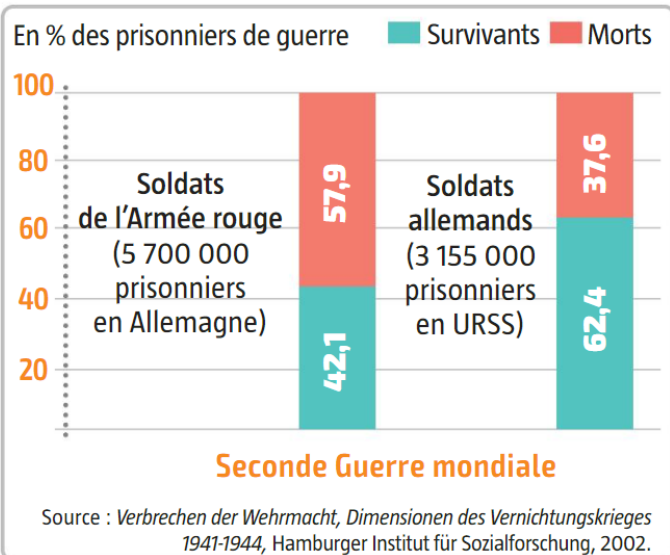 En % des prisonniers de guerre
Survivants
Morts
100
80
60
40
20
Soldats
de l'Armée rouge
(5 700 000
prisonniers
en Allemagne)
57,9
42,1
Soldats
allemands
(3 155 000
prisonniers
en URSS)
37,6
62,4
Seconde Guerre mondiale
Source : Verbrechen der Wehrmacht, Dimensionen des Vernichtungskrieges
1941-1944, Hamburger Institut für Sozialforschung, 2002.